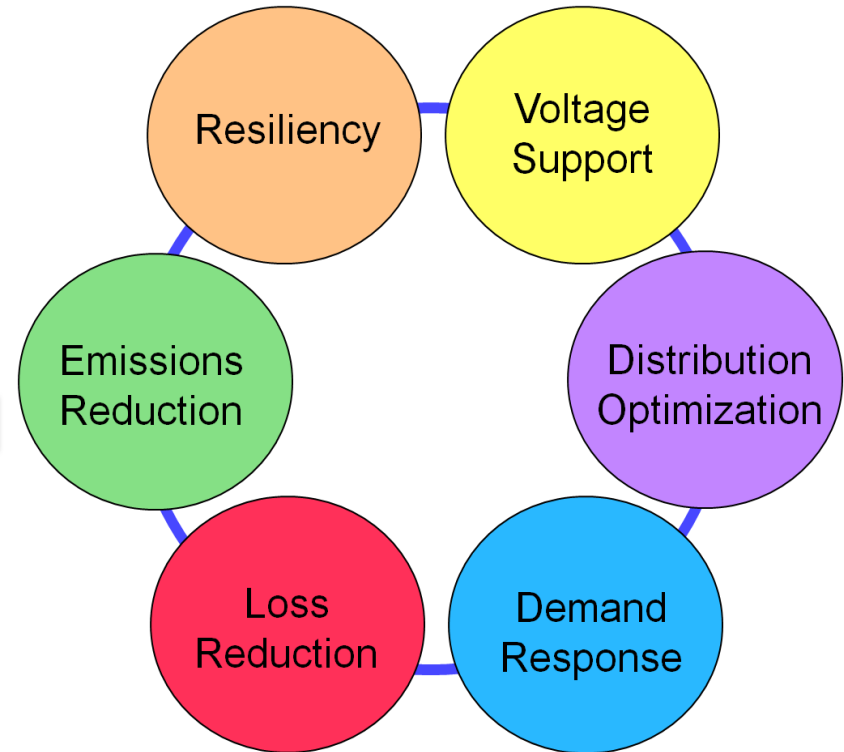 Resiliency
Voltage
Support
Emissions
Reduction
Distribution
Optimization
Loss
Reduction
Demand
Response